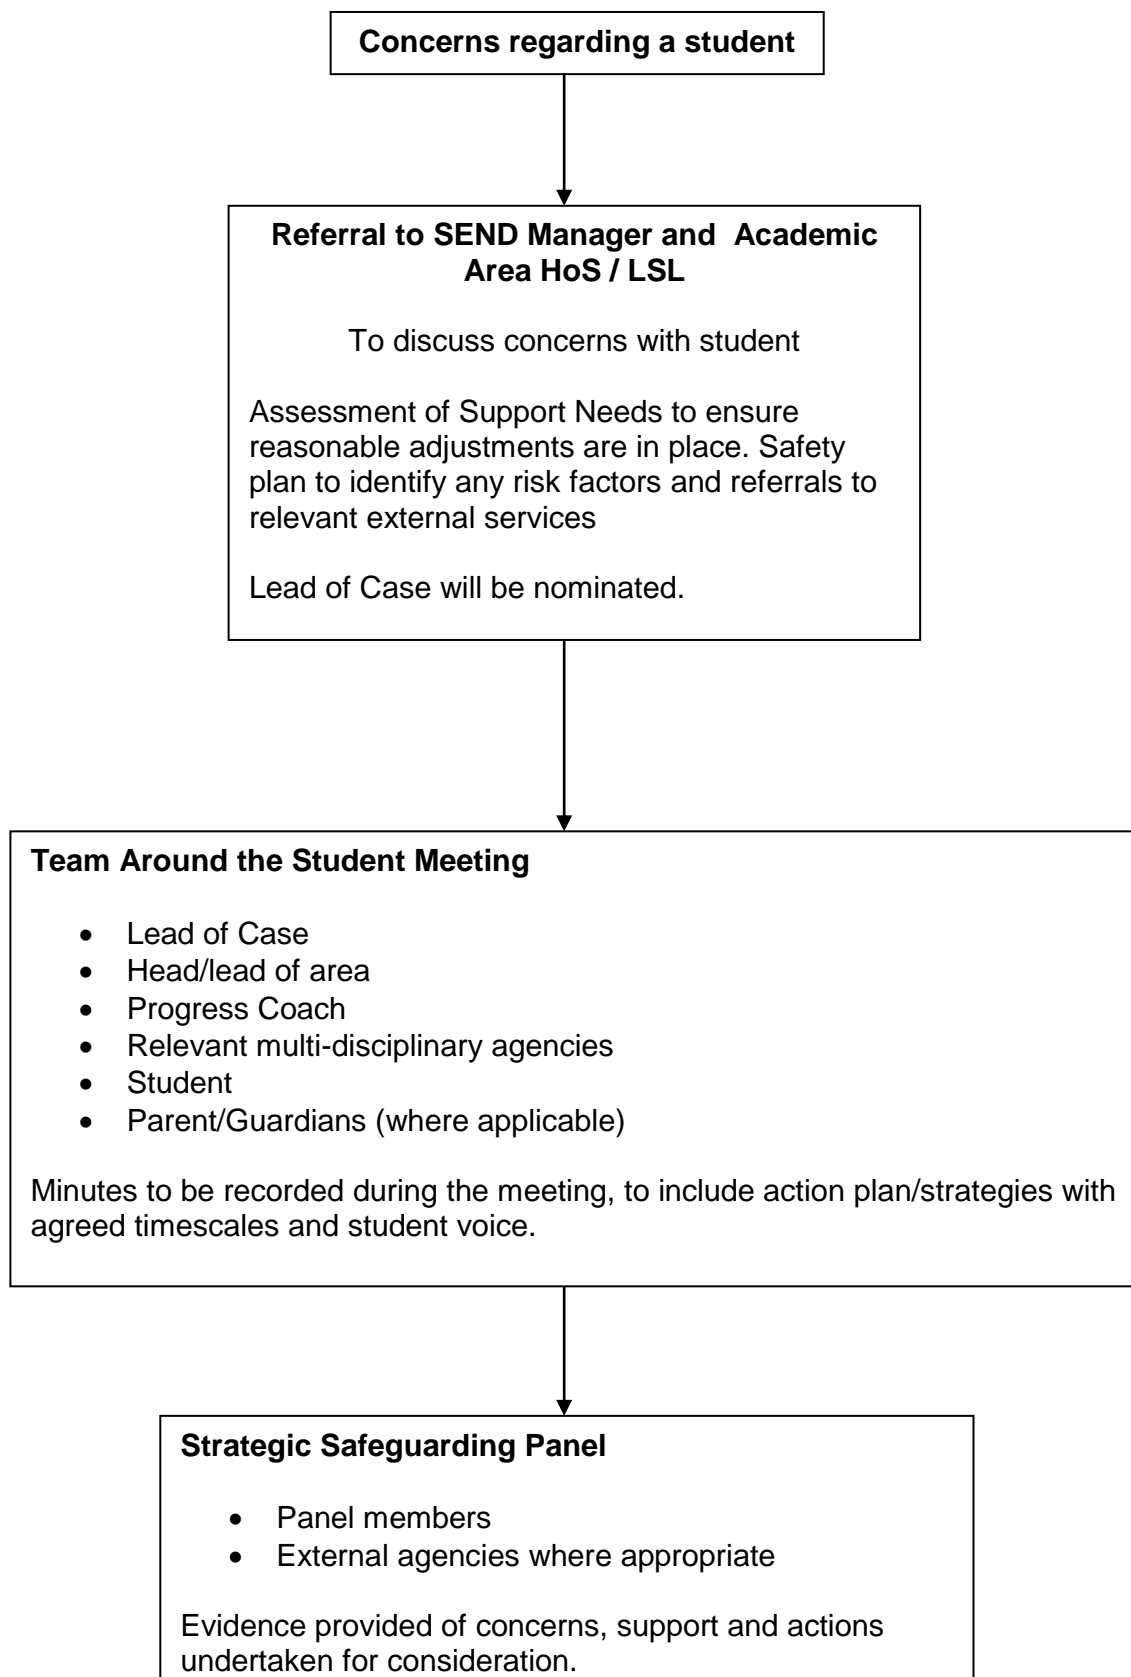 Concerns regarding a student
Referral to SEND Manager and  Academic
Area HoS / LSL
To discuss concerns with student
Assessment of Support Needs to ensure
reasonable adjustments are in place. Safety
plan to identify any risk factors and referrals to
relevant external services
Lead of Case will be nominated.
Team Around the Student Meeting
• Lead of Case
• Head/lead of area
• Progress Coach
• Relevant multi-disciplinary agencies
• Student
• Parent/Guardians (where applicable)
Minutes to be recorded during the meeting, to include action plan/strategies with
agreed timescales and student voice.
Strategic Safeguarding Panel
• Panel members
• External agencies where appropriate
Evidence provided of concerns, support and actions
undertaken for consideration.